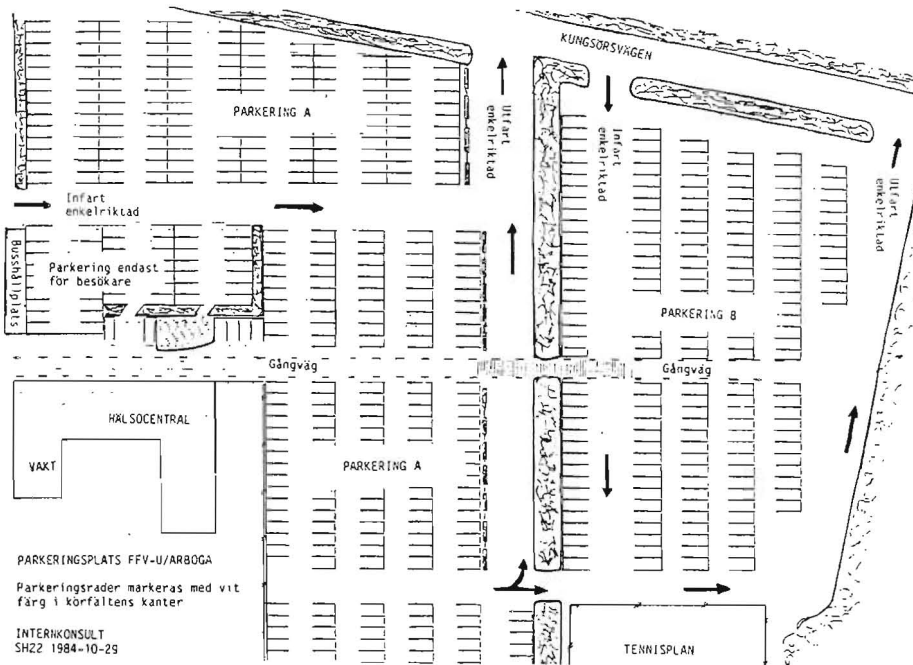 KUNGSÖRSVÄGEN
PARKERING A
Utfart
enkelriktad
Infart
enkelriktad
Utfart
enkelriktad
Infart
enkelriktad
Busshållplats
Parkering endast
för besökare
PARKERING B
Gångväg
Gångväg
HÄLSOCENTRAL
VAKT
PARKERING A
PARKERINGSPLATS FFV-U/ARBOGA
Parkeringsrader markeras med vit
färg i körfältens kanter
INTERNKONSULT
SH22 1984-10-29
TENNISPLAN